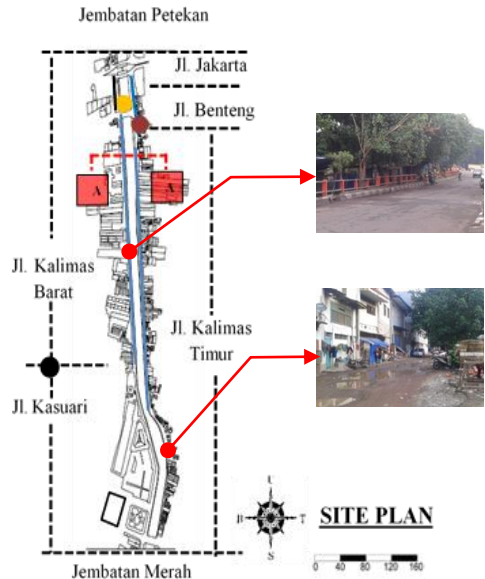 Jembatan Petekan
Jl. Jakarta
Jl. Benteng
A
A
Jl. Kalimas
Barat
Jl. Kalimas
Timur
Jl. Kasuari
U
B
T
S
SITE PLAN
0 40 80 120 160
Jembatan Merah